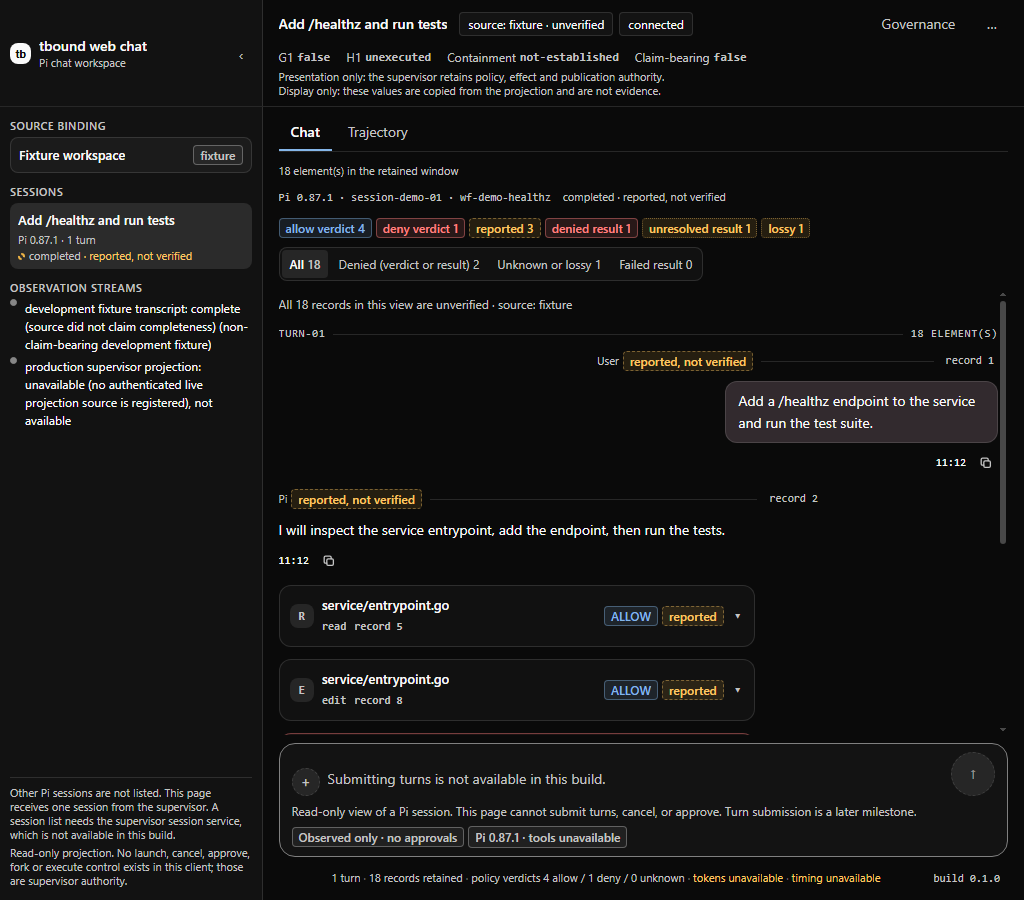 tb
tbound web chat
Pi chat workspace
‹
SOURCE BINDING
Fixture workspace
fixture
SESSIONS
Add /healthz and run tests
Pi 0.87.1 · 1 turn
completed · reported, not verified
OBSERVATION STREAMS
development fixture transcript: complete
(source did not claim completeness) (non-
claim-bearing development fixture)
production supervisor projection:
unavailable (no authenticated live
projection source is registered), not
available
Other Pi sessions are not listed. This page
receives one session from the supervisor. A
session list needs the supervisor session service,
which is not available in this build.
Read-only projection. No launch, cancel, approve,
fork or execute control exists in this client; those
are supervisor authority.
Add /healthz and run tests source: fixture · unverified connected Governance ...
G1 false H1 unexecuted Containment not-established Claim-bearing false
Presentation only: the supervisor retains policy, effect and publication authority.
Display only: these values are copied from the projection and are not evidence.
Chat Trajectory
18 element(s) in the retained window
Pi 0.87.1 · session-demo-01 · wf-demo-healthz completed · reported, not verified
allow verdict 4 deny verdict 1 reported 3 denied result 1 unresolved result 1 lossy 1
All 18 Denied (verdict or result) 2 Unknown or lossy 1 Failed result 0
All 18 records in this view are unverified · source: fixture
TURN-01 18 ELEMENT(S)
User reported, not verified record 1
Add a /healthz endpoint to the service
and run the test suite.
11:12
Pi reported, not verified record 2
I will inspect the service entrypoint, add the endpoint, then run the tests.
11:12
R service/entrypoint.go ALLOW reported
read record 5
E service/entrypoint.go ALLOW reported
edit record 8
+ Submitting turns is not available in this build. ↑
Read-only view of a Pi session. This page cannot submit turns, cancel, or approve. Turn submission is a later milestone.
Observed only · no approvals Pi 0.87.1 · tools unavailable
1 turn · 18 records retained · policy verdicts 4 allow / 1 deny / 0 unknown · tokens unavailable · timing unavailable build 0.1.0